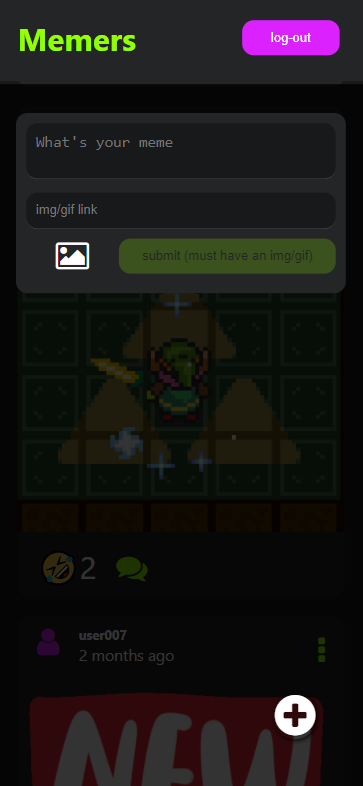 Memers
log-out
What's your meme
img/gif link
submit (must have an img/gif)
2
user007
2 months ago
NEW